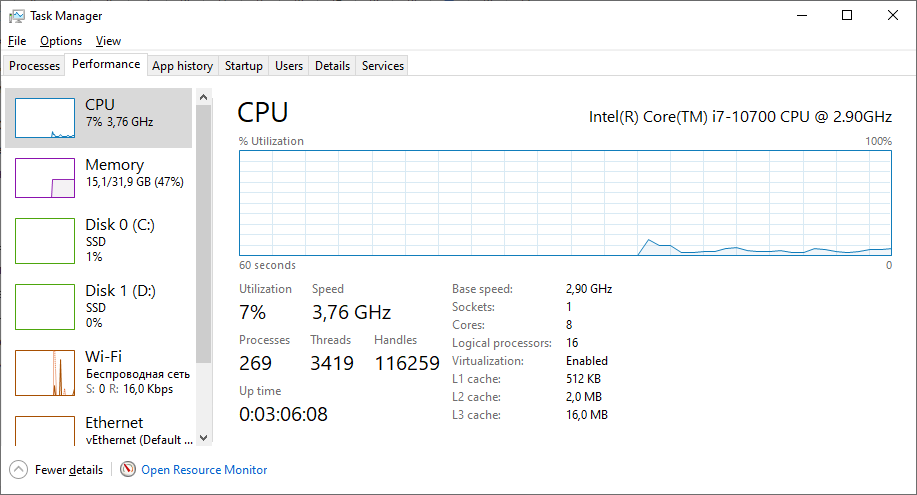 Task Manager
File Options View
Processes Performance App history Startup Users Details Services
CPU
7% 3,76 GHz
Memory
15,1/31,9 GB (47%)
Disk 0 (C:)
SSD
1%
Disk 1 (D:)
SSD
0%
Wi-Fi
Беспроводная сеть
S: 0 R: 16,0 Kbps
Ethernet
vEthernet (Default ...
CPU
Intel(R) Core(TM) i7-10700 CPU @ 2.90GHz
% Utilization 100%
60 seconds 0
Utilization Speed
7% 3,76 GHz
Processes Threads Handles
269 3419 116259
Up time
0:03:06:08
Base speed: 2,90 GHz
Sockets: 1
Cores: 8
Logical processors: 16
Virtualization: Enabled
L1 cache: 512 KB
L2 cache: 2,0 MB
L3 cache: 16,0 MB
Fewer details Open Resource Monitor